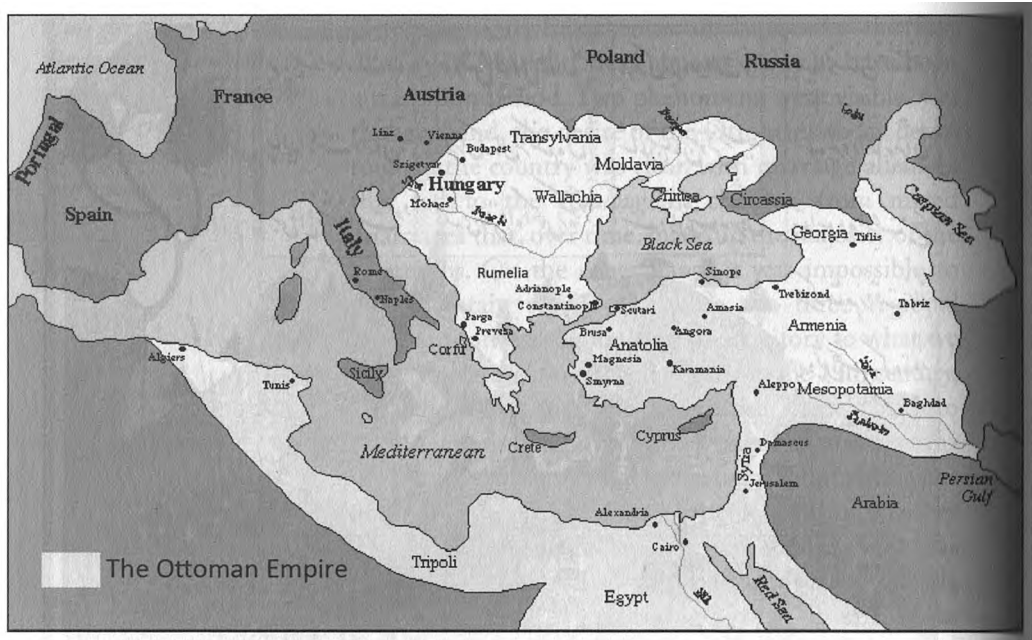 Poland
Russia
Atlantic Ocean
France
Austria
Portugal
Linz
Vienna
Transylvania
Budapest
Szigetvar
Moldavia
Hungary
Mohacs
Wallachia
Crimea
Circassia
Caspian Sea
Spain
Italy
Georgia
Tiflis
Black Sea
Rome
Rumelia
Sinope
Adrianople
Trebizond
Naples
Constantinople
Scutari
Amasia
Tabriz
Parga
Prevesa
Brusa
Angora
Armenia
Corfu
Anatolia
Algiers
Magnesia
Karamania
Sicily
Smyrna
Tunis
Aleppo
Mesopotamia
Baghdad
Cyprus
Crete
Mediterranean
Damascus
Syria
Jerusalem
Persian
Gulf
Arabia
Alexandria
Cairo
Tripoli
The Ottoman Empire
Egypt
Red Sea